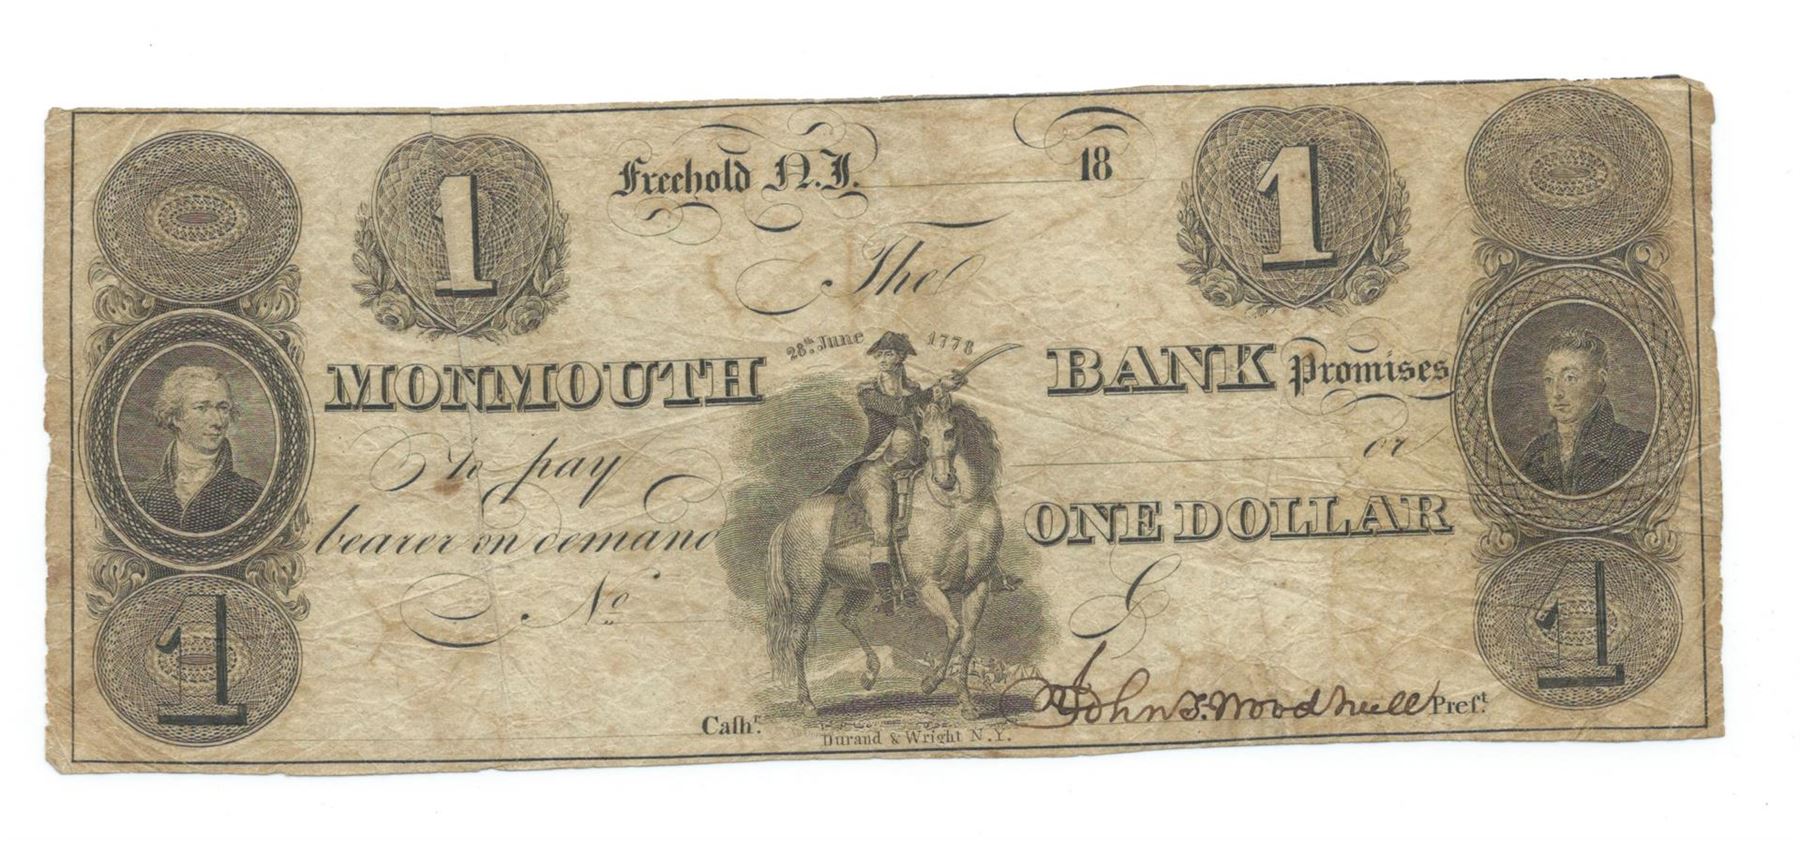 1 Freehold N.J. 18 1
The
28th. June 1778
MONMOUTH BANK Promises
To pay or
bearer on demand ONE DOLLAR
No.
1 1
Cash.r John S. Woodhull Pres.t
Durand & Wright N.Y.